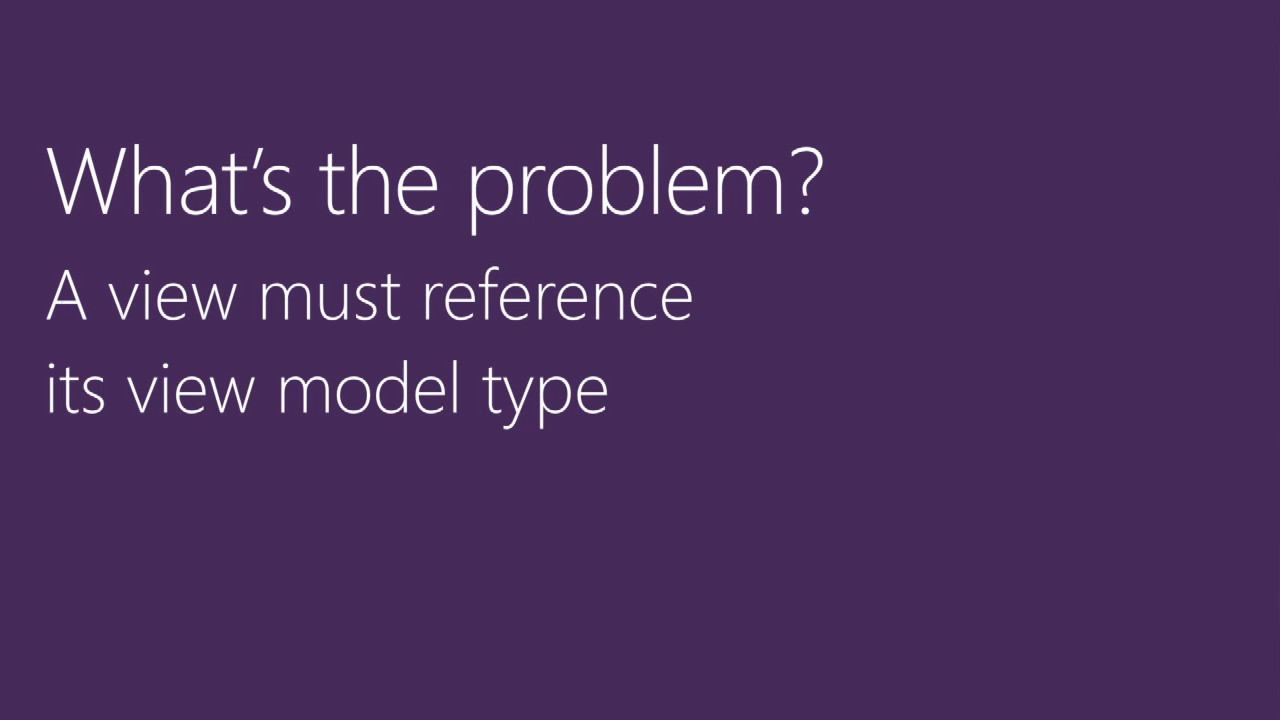 What’s the problem?
A view must reference
its view model type